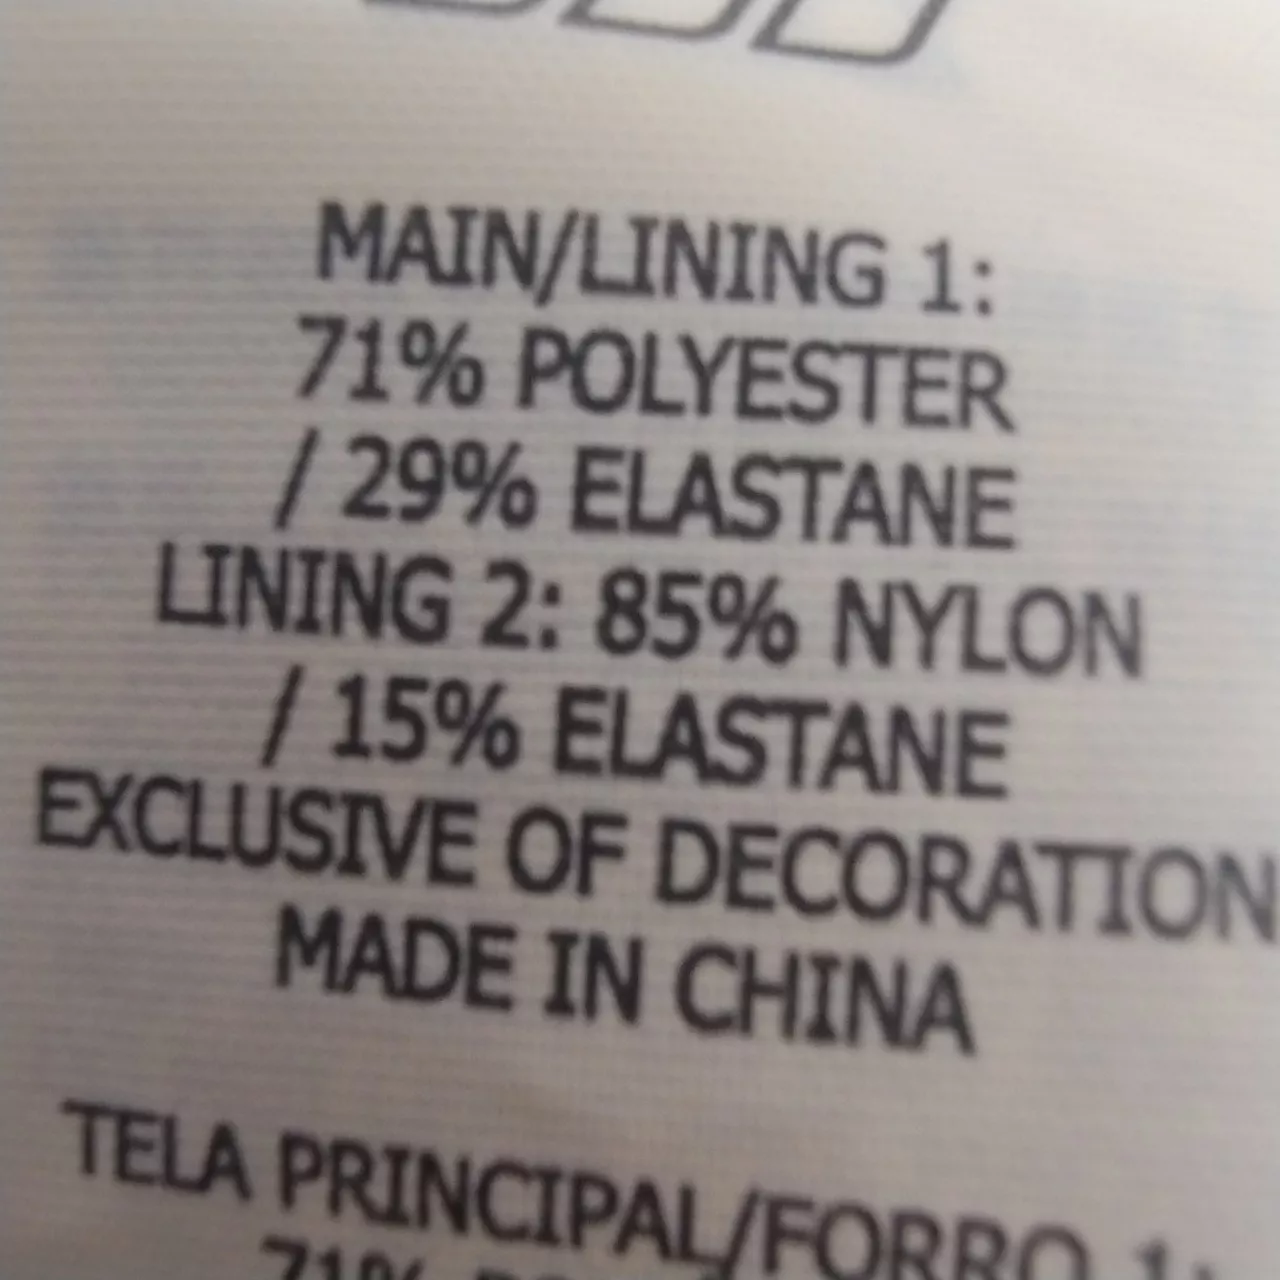 MAIN/LINING 1:
71% POLYESTER
/ 29% ELASTANE
LINING 2: 85% NYLON
/ 15% ELASTANE
EXCLUSIVE OF DECORATION
MADE IN CHINA
TELA PRINCIPAL/FORRO 1:
71%